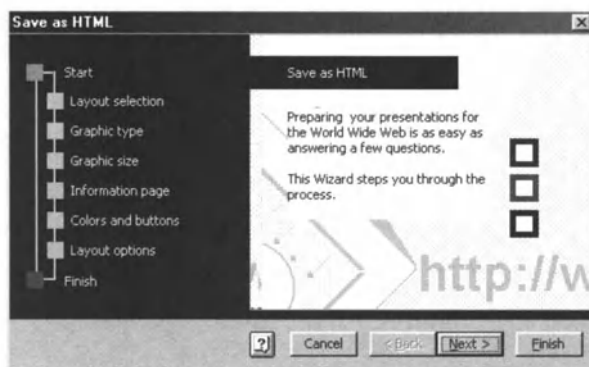 Save as HTML
Start
Layout selection
Graphic type
Graphic size
Information page
Colors and buttons
Layout options
Finish
Save as HTML
Preparing your presentations for
the World Wide Web is as easy as
answering a few questions.
This Wizard steps you through the
process.
http://w
?
Cancel
< Back
Next >
Finish